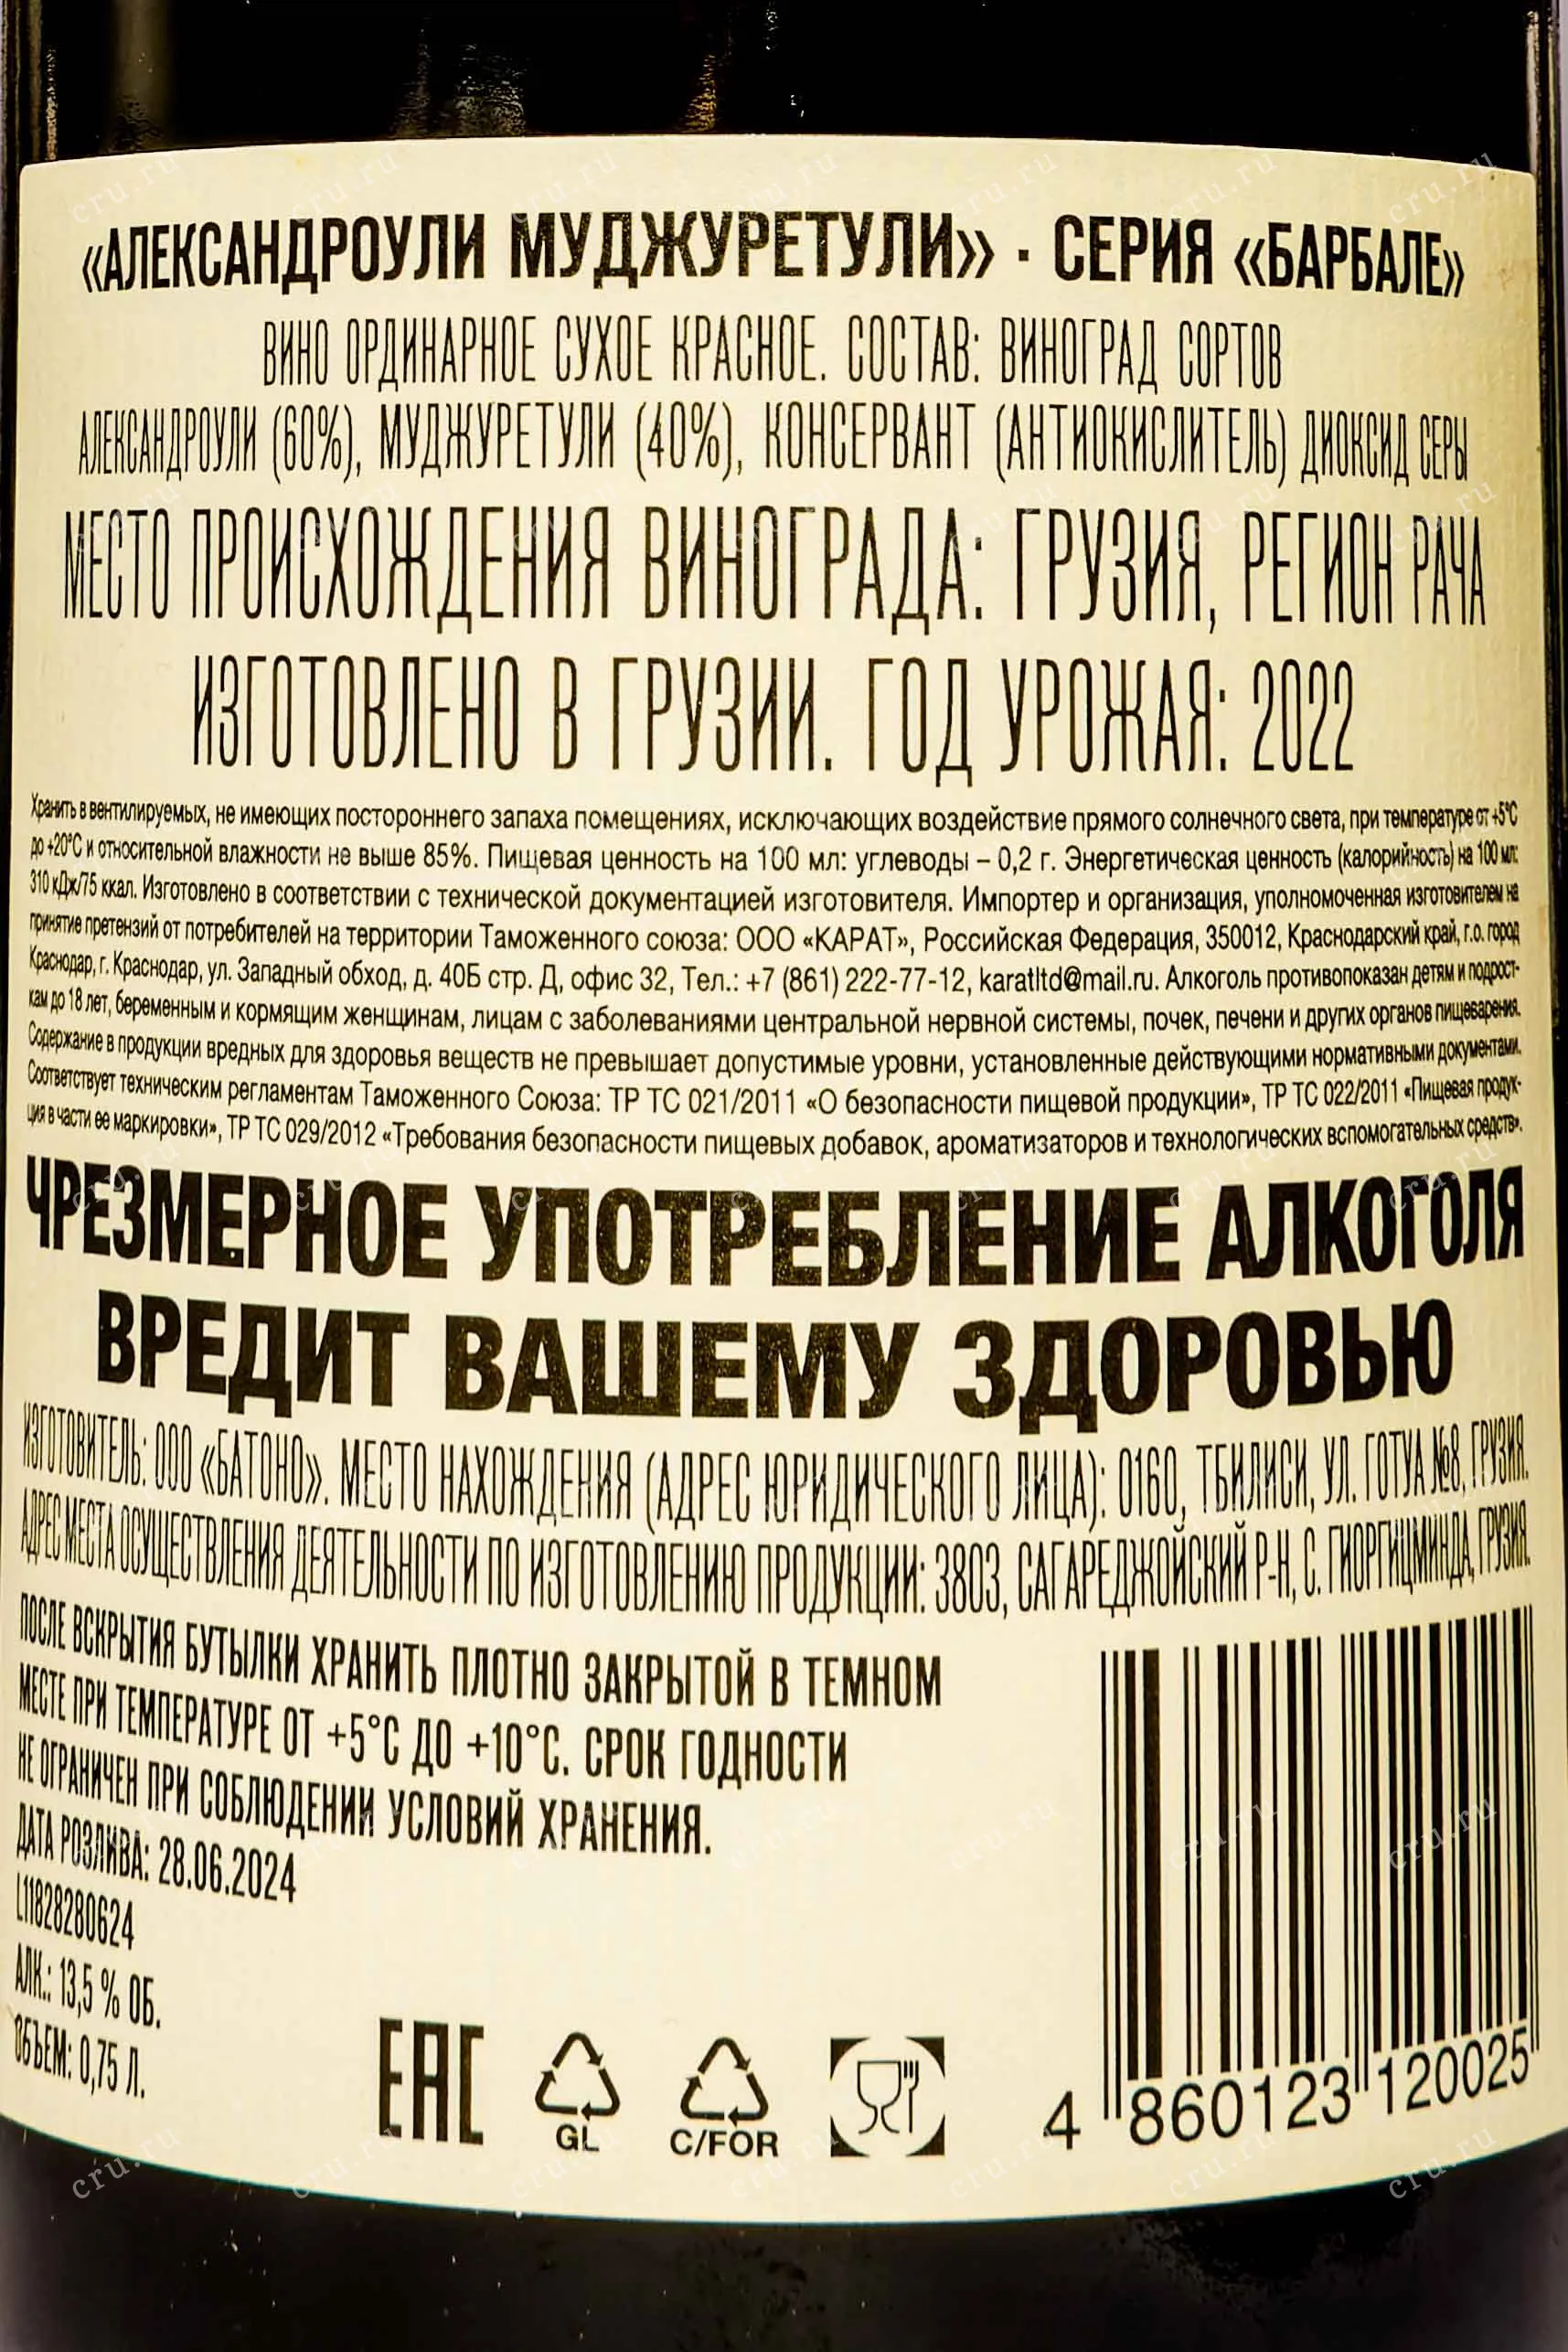 «АЛЕКСАНДРОУЛИ МУДЖУРЕТУЛИ» · СЕРИЯ «БАРБАЛЕ»
ВИНО ОРДИНАРНОЕ СУХОЕ КРАСНОЕ. СОСТАВ: ВИНОГРАД СОРТОВ
АЛЕКСАНДРОУЛИ (60%), МУДЖУРЕТУЛИ (40%), КОНСЕРВАНТ (АНТИОКИСЛИТЕЛЬ) ДИОКСИД СЕРЫ
МЕСТО ПРОИСХОЖДЕНИЯ ВИНОГРАДА: ГРУЗИЯ, РЕГИОН РАЧА
ИЗГОТОВЛЕНО В ГРУЗИИ. ГОД УРОЖАЯ: 2022
Хранить в вентилируемых, не имеющих постороннего запаха помещениях, исключающих воздействие прямого солнечного света, при температуре от +5°С
до +20°С и относительной влажности не выше 85%. Пищевая ценность на 100 мл: углеводы – 0,2 г. Энергетическая ценность (калорийность) на 100 мл:
310 кДж/75 ккал. Изготовлено в соответствии с технической документацией изготовителя. Импортер и организация, уполномоченная изготовителем на
принятие претензий от потребителей на территории Таможенного союза: ООО «КАРАТ», Российская Федерация, 350012, Краснодарский край, г.о. город
Краснодар, г. Краснодар, ул. Западный обход, д. 40Б стр. Д, офис 32, Тел.: +7 (861) 222-77-12, karatltd@mail.ru. Алкоголь противопоказан детям и подрост-
кам до 18 лет, беременным и кормящим женщинам, лицам с заболеваниями центральной нервной системы, почек, печени и других органов пищеварения.
Содержание в продукции вредных для здоровья веществ не превышает допустимые уровни, установленные действующими нормативными документами.
Соответствует техническим регламентам Таможенного Союза: ТР ТС 021/2011 «О безопасности пищевой продукции», ТР ТС 022/2011 «Пищевая продук-
ция в части ее маркировки», ТР ТС 029/2012 «Требования безопасности пищевых добавок, ароматизаторов и технологических вспомогательных средств».
ЧРЕЗМЕРНОЕ УПОТРЕБЛЕНИЕ АЛКОГОЛЯ
ВРЕДИТ ВАШЕМУ ЗДОРОВЬЮ
ИЗГОТОВИТЕЛЬ: ООО «БАТОНО». МЕСТО НАХОЖДЕНИЯ (АДРЕС ЮРИДИЧЕСКОГО ЛИЦА): 0160, ТБИЛИСИ, УЛ. ГОТУА №8, ГРУЗИЯ.
АДРЕС МЕСТА ОСУЩЕСТВЛЕНИЯ ДЕЯТЕЛЬНОСТИ ПО ИЗГОТОВЛЕНИЮ ПРОДУКЦИИ: 3803, САГАРЕДЖОЙСКИЙ Р-Н, С. ГИОРГИЦМИНДА, ГРУЗИЯ.
ПОСЛЕ ВСКРЫТИЯ БУТЫЛКИ ХРАНИТЬ ПЛОТНО ЗАКРЫТОЙ В ТЕМНОМ
МЕСТЕ ПРИ ТЕМПЕРАТУРЕ ОТ +5°С ДО +10°С. СРОК ГОДНОСТИ
НЕ ОГРАНИЧЕН ПРИ СОБЛЮДЕНИИ УСЛОВИЙ ХРАНЕНИЯ.
ДАТА РОЗЛИВА: 28.06.2024
L11828280624
АЛК.: 13,5 % ОБ.
ОБЪЕМ: 0,75 Л.
EAC
GL
C/FOR
4 860123 120025
cru.ru